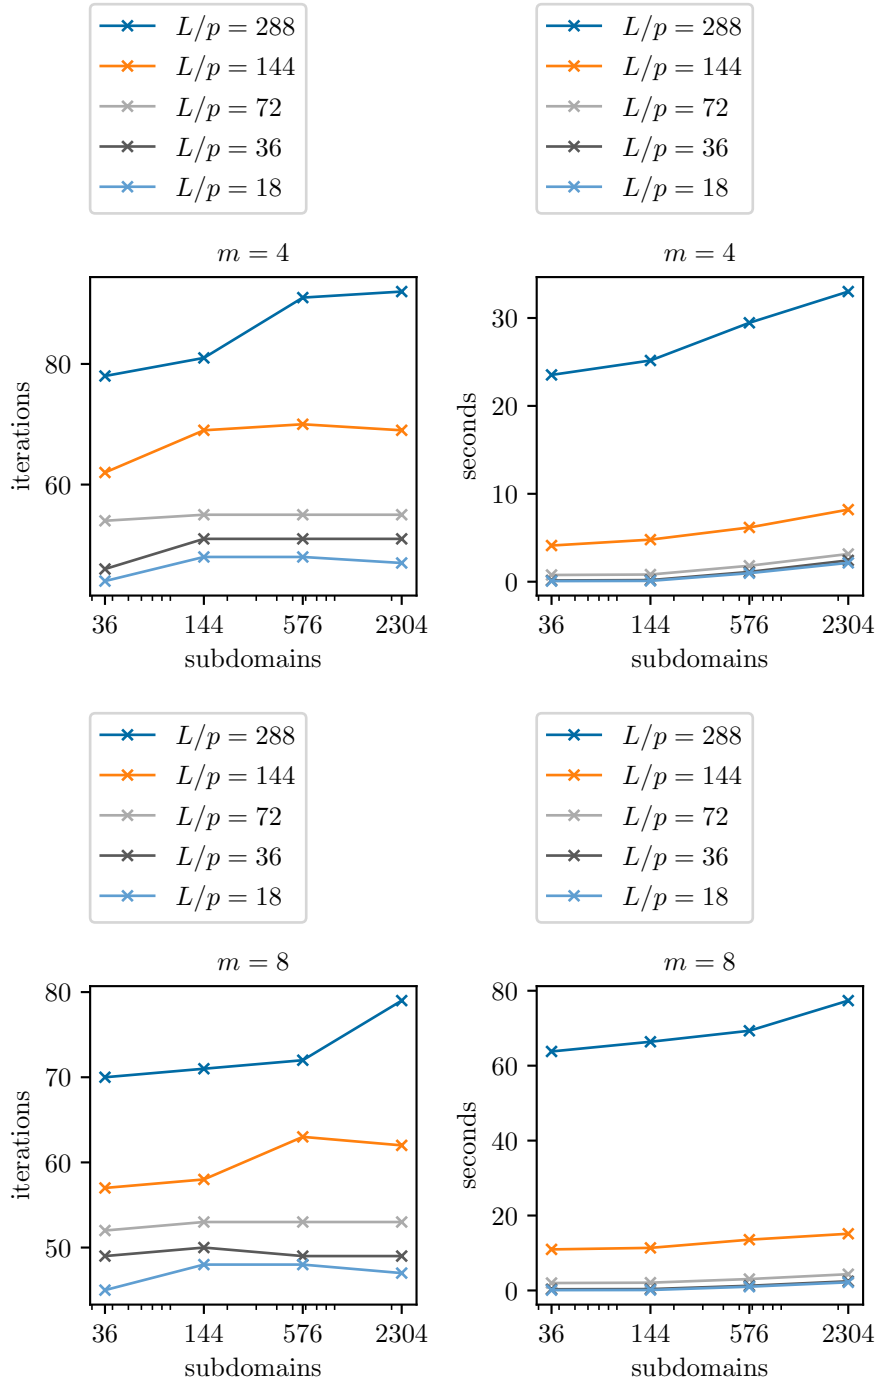 L/p = 288
L/p = 144
L/p = 72
L/p = 36
L/p = 18
m = 4
iterations
80
60
36 144 576 2304
subdomains
L/p = 288
L/p = 144
L/p = 72
L/p = 36
L/p = 18
m = 4
seconds
30
20
10
0
36 144 576 2304
subdomains
L/p = 288
L/p = 144
L/p = 72
L/p = 36
L/p = 18
m = 8
iterations
80
70
60
50
36 144 576 2304
subdomains
L/p = 288
L/p = 144
L/p = 72
L/p = 36
L/p = 18
m = 8
seconds
80
60
40
20
0
36 144 576 2304
subdomains